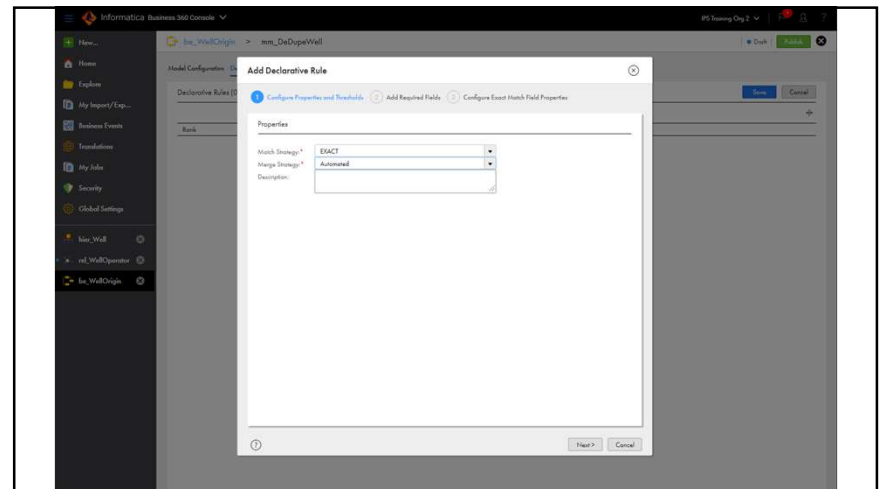 Informatica Business 360 Console
IPS Training Org 2
New...
be_WellOrigin > mm_DeDupeWell
Draft
Publish
Home
Model Configuration
Explore
Declarative Rules (0
Save
Cancel
My Import/Exp...
Business Events
Rank
Translations
My Jobs
Security
Global Settings
hier_Well
rel_WellOperator
be_WellOrigin
Add Declarative Rule
1 Configure Properties and Thresholds 2 Add Required Fields 3 Configure Exact Match Field Properties
Properties
Match Strategy:* EXACT
Merge Strategy:* Automated
Description:
? Next > Cancel